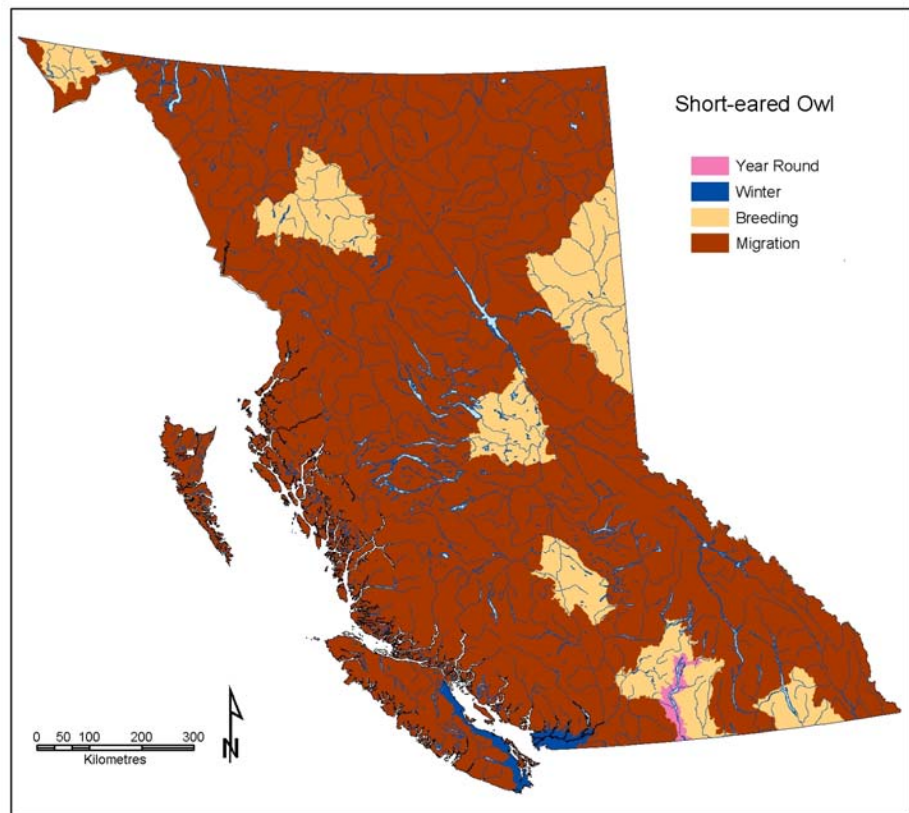 Short-eared Owl
Year Round
Winter
Breeding
Migration
0 50 100 200 300
Kilometres
N